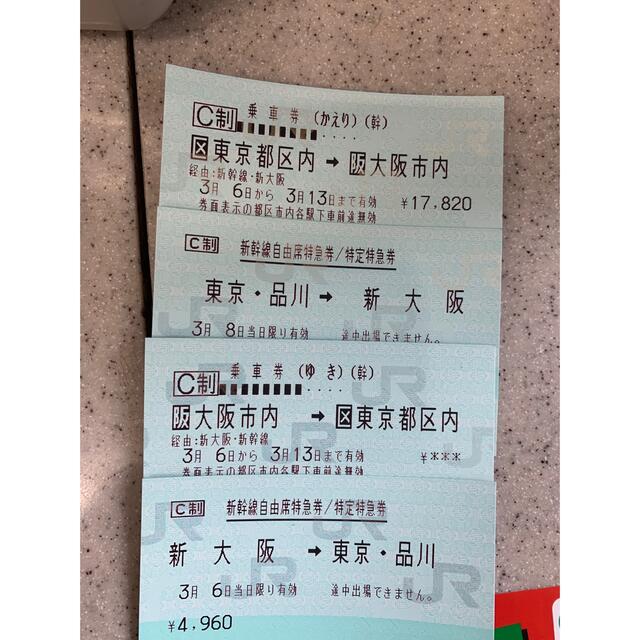 C制 乗車券 (かえり) (幹)
区東京都区内 → 阪大阪市内
経由:新幹線・新大阪
3月 6日から 3月13日まで有効 ¥17,820
券面表示の都区市内各駅下車前途無効
C制 新幹線自由席特急券/特定特急券
東京・品川 → 新大阪
3月 8日当日限り有効 途中出場できません。
C制 乗車券 (ゆき) (幹)
阪大阪市内 → 区東京都区内
経由:新大阪・新幹線
3月 6日から 3月13日まで有効 ¥***
券面表示の都区市内各駅下車前途無効
C制 新幹線自由席特急券/特定特急券
新大阪 → 東京・品川
3月 6日当日限り有効 途中出場できません。
¥4,960